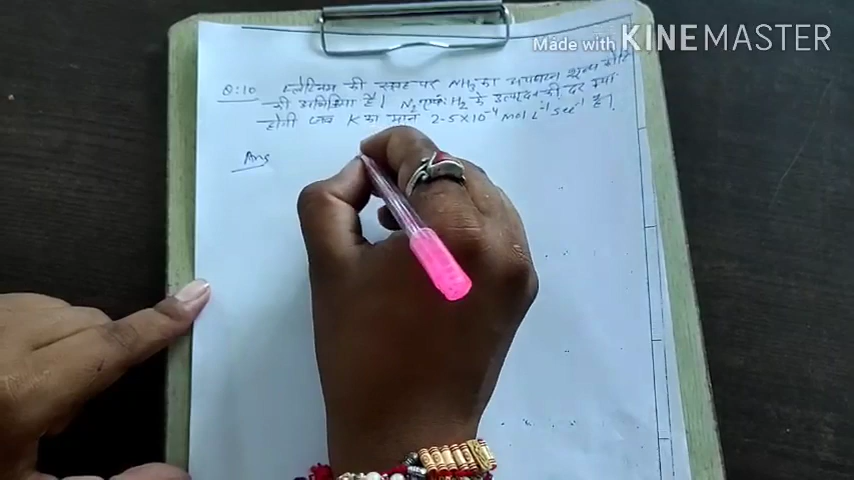 Made with KINEMASTER
Q:10 प्लेटिनम की सतह पर NH₃ का अपघटन शून्य कोटि
की अभिक्रिया है। N₂ एवं H₂ के उत्पादन की दर क्या
होगी जब K का मान 2.5×10⁻⁴ mol L⁻¹ Sec⁻¹ है।
Ans